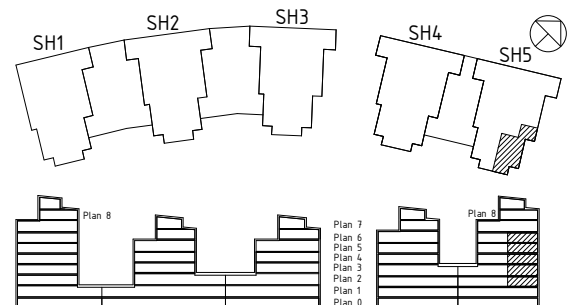 SH1
SH2
SH3
SH4
SH5
Plan 8
Plan 7
Plan 6
Plan 5
Plan 4
Plan 3
Plan 2
Plan 1
Plan 0
Plan 8